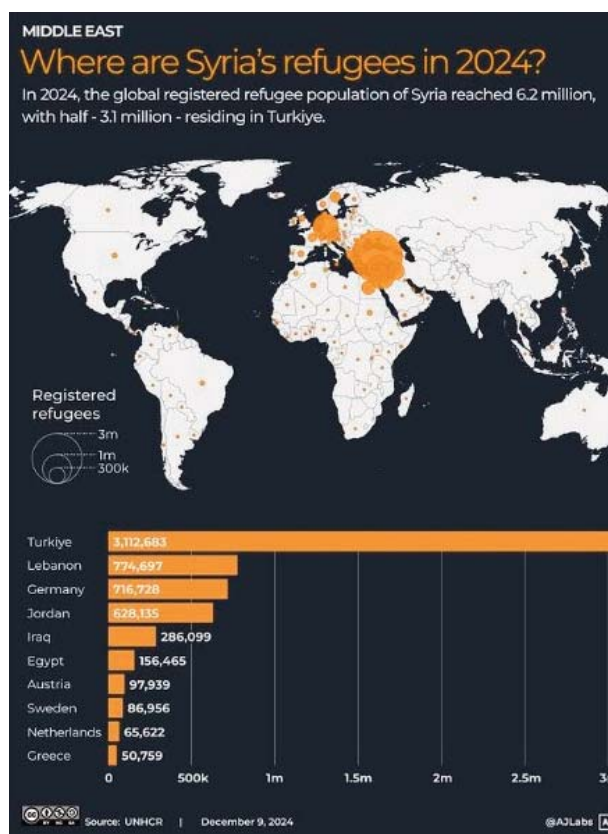 MIDDLE EAST
Where are Syria's refugees in 2024?
In 2024, the global registered refugee population of Syria reached 6.2 million,
with half - 3.1 million - residing in Turkiye.
Registered
refugees
3m
1m
300k
Turkiye 3,112,683
Lebanon 774,697
Germany 716,728
Jordan 628,135
Iraq 286,099
Egypt 156,465
Austria 97,939
Sweden 86,956
Netherlands 65,622
Greece 50,759
0 500k 1m 1.5m 2m 2.5m
Source: UNHCR | December 9, 2024 @AJLabs